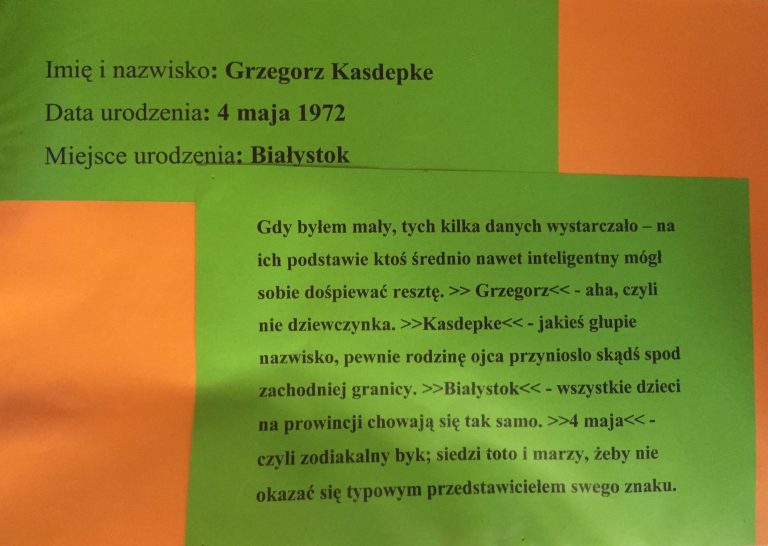 Imię i nazwisko: Grzegorz Kasdepke
Data urodzenia: 4 maja 1972
Miejsce urodzenia: Białystok
Gdy byłem mały, tych kilka danych wystarczało – na
ich podstawie ktoś średnio nawet inteligentny mógł
sobie dośpiewać resztę. >> Grzegorz<< - aha, czyli
nie dziewczynka. >>Kasdepke<< - jakieś głupie
nazwisko, pewnie rodzinę ojca przyniosło skądś spod
zachodniej granicy. >>Białystok<< - wszystkie dzieci
na prowincji chowają się tak samo. >>4 maja<< -
czyli zodiakalny byk; siedzi toto i marzy, żeby nie
okazać się typowym przedstawicielem swego znaku.